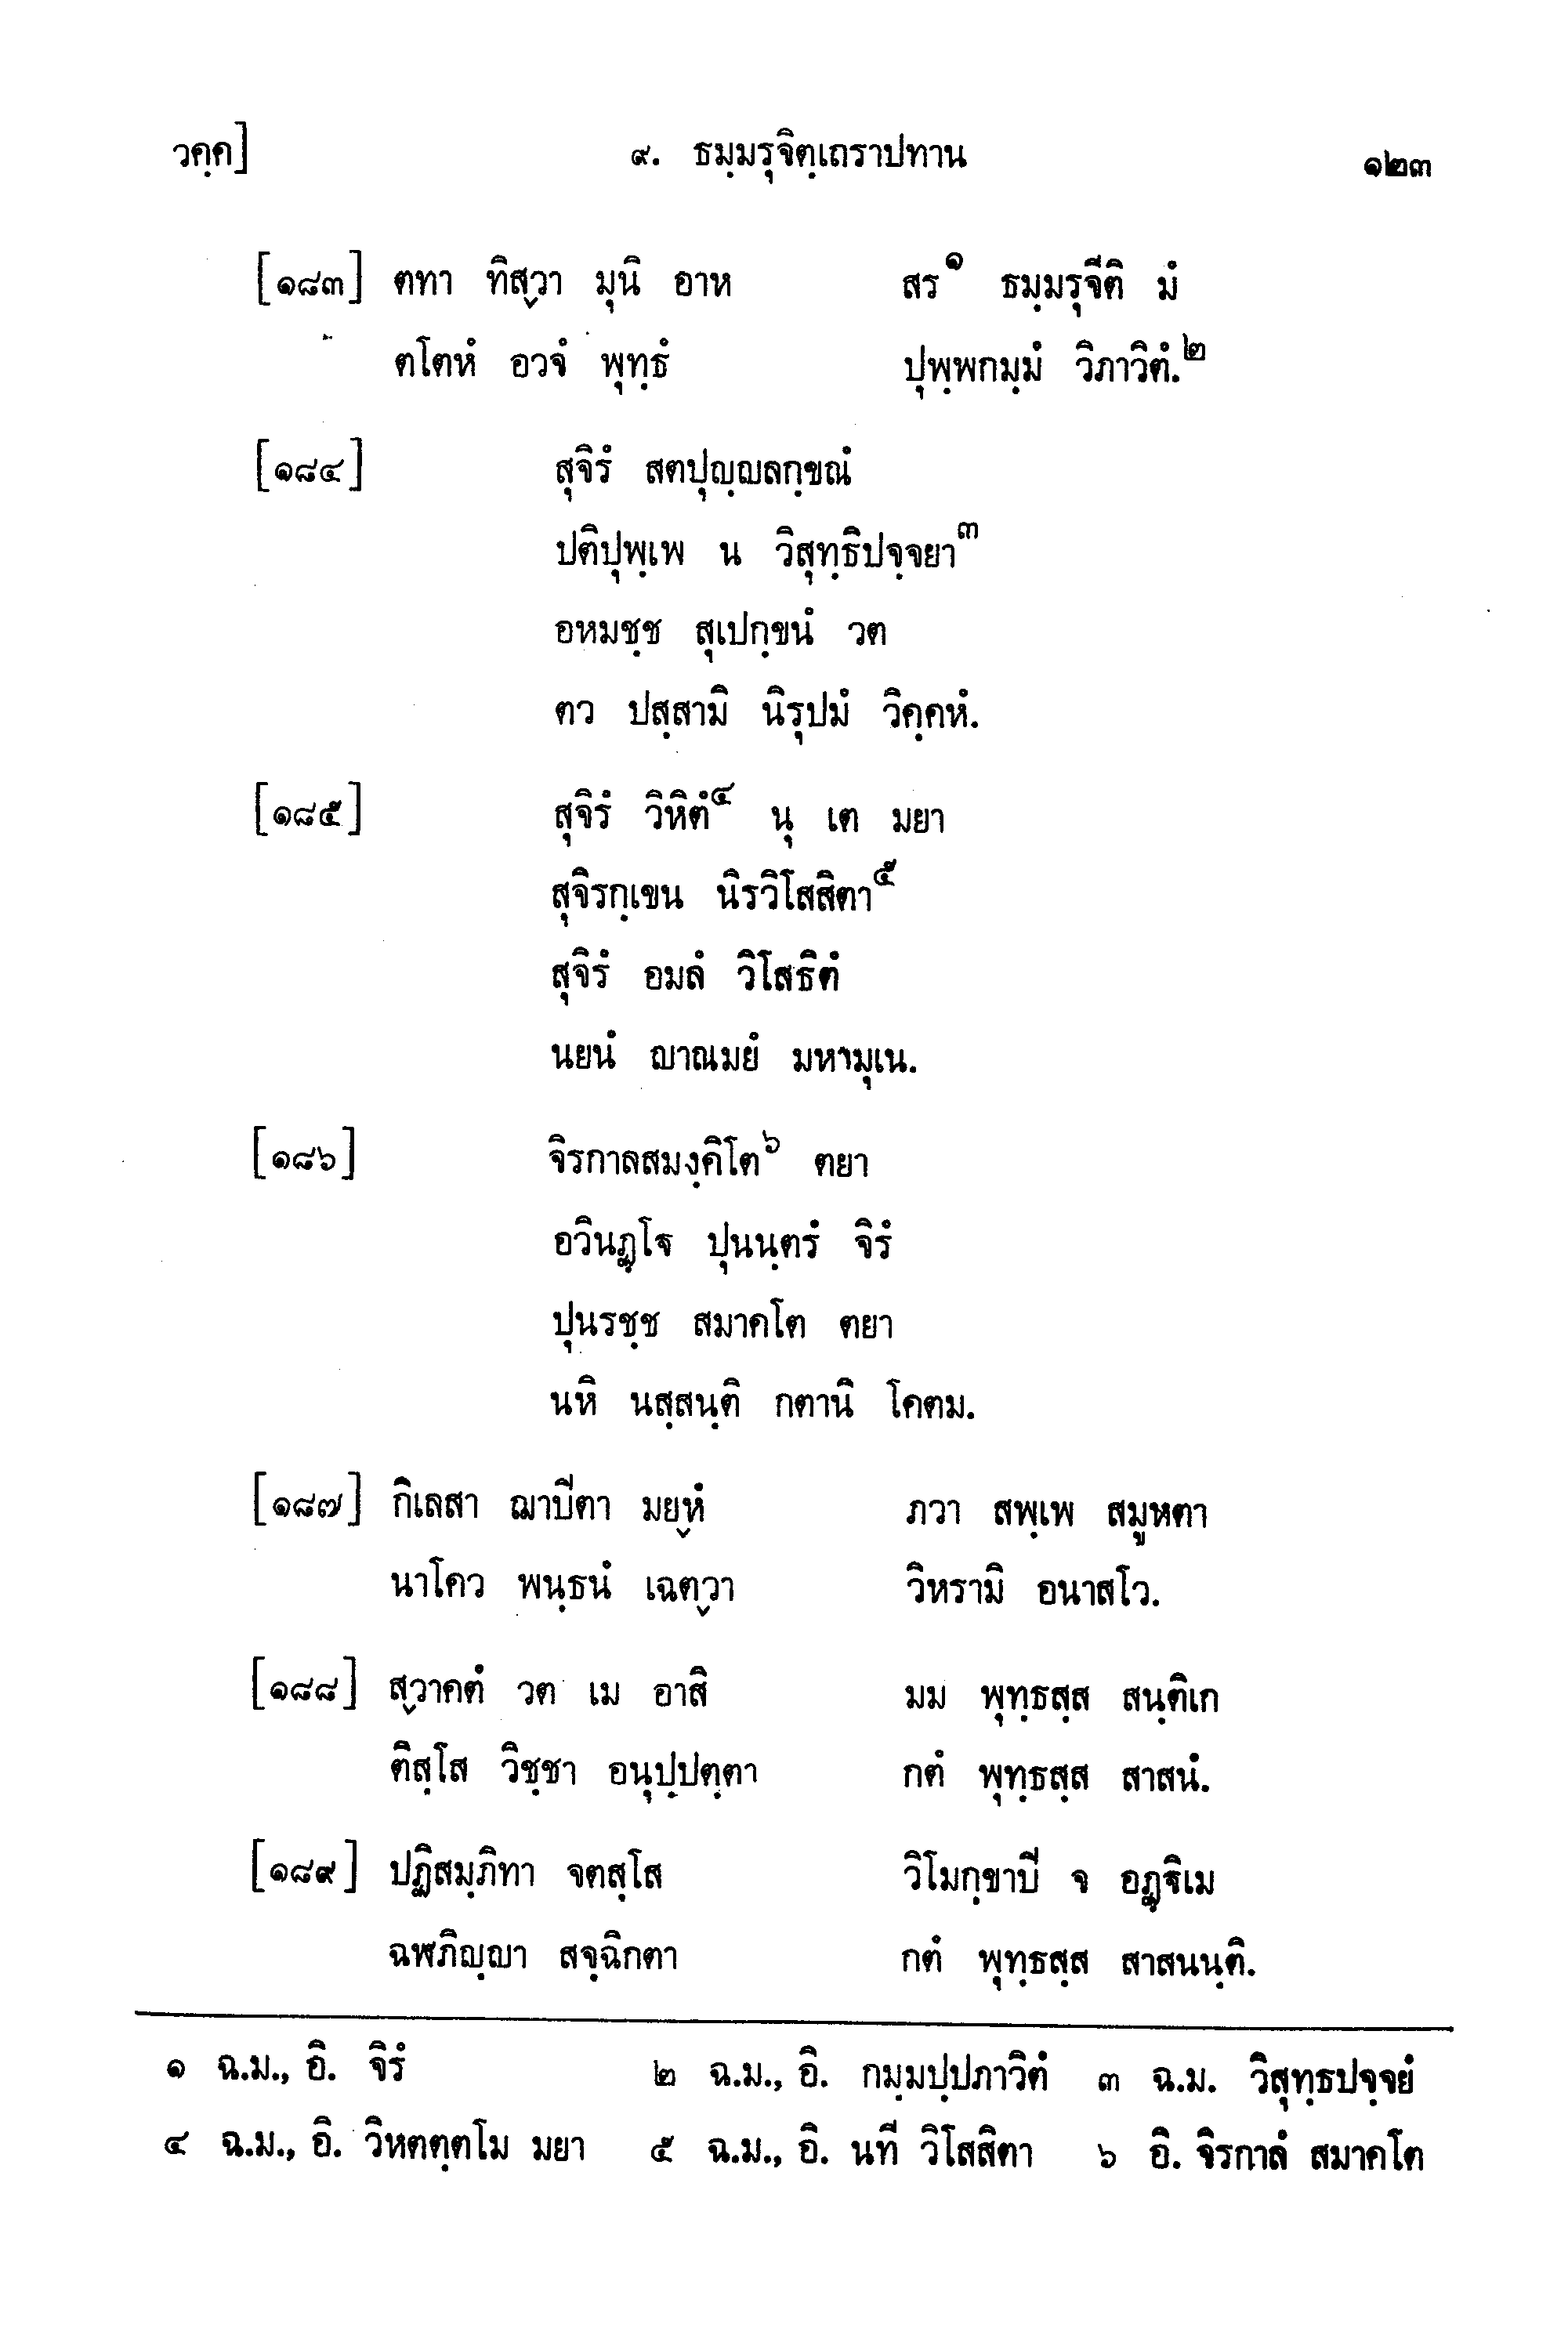 วคฺค] ๙. ธมฺมรุจิตฺเถราปทาน ๑๒๓
[๑๘๓] ตทา ทิสฺวา มุนิ อาห สร๑ ธมฺมรุจีติ มํ
ตโตหํ อวจํ พุทฺธํ ปุพฺพกมฺมํ วิภาวิตํ.๒
[๑๘๔] สุจิรํ สตปุญฺญลกฺขณํ
ปติปุพฺเพ น วิสุทฺธิปจฺจยา๓
อหมชฺช สุเปกฺขนํ วต
ตว ปสฺสามิ นิรุปมํ วิคฺคหํ.
[๑๘๕] สุจิรํ วิหิตํ๔ นุ เต มยา
สุจิรกฺเขน นิรวิโสสิตา๕
สุจิรํ อมลํ วิโสธิตํ
นยนํ ญาณมยํ มหามุเน.
[๑๘๖] จิรกาลสมงฺคิโต๖ ตยา
อวินฏฺโฐ ปุนนฺตรํ จิรํ
ปุนรชฺช สมาคโต ตยา
นหิ นสฺสนฺติ กตานิ โคตม.
[๑๘๗] กิเลสา ฌาปีตา มยฺหํ ภวา สพฺเพ สมูหตา
นาโคว พนฺธนํ เฉตฺวา วิหรามิ อนาสโว.
[๑๘๘] สฺวาคตํ วต เม อาสิ มม พุทฺธสฺส สนฺติเก
ติสฺโส วิชฺชา อนุปฺปตฺตา กตํ พุทฺธสฺส สาสนํ.
[๑๘๙] ปฏิสมฺภิทา จตสฺโส วิโมกฺขาปี จ อฏฺฐิเม
ฉฬภิญฺญา สจฺฉิกตา กตํ พุทฺธสฺส สาสนนฺติ.
๑ ฉ.ม., อิ. จิรํ ๒ ฉ.ม., อิ. กมฺมปฺปภาวิตํ ๓ ฉ.ม. วิสุทฺธปจฺจยํ
๔ ฉ.ม., อิ. วิหตตฺตโม มยา ๕ ฉ.ม., อิ. นที วิโสสิตา ๖ อิ. จิรกาลํ สมาคโต